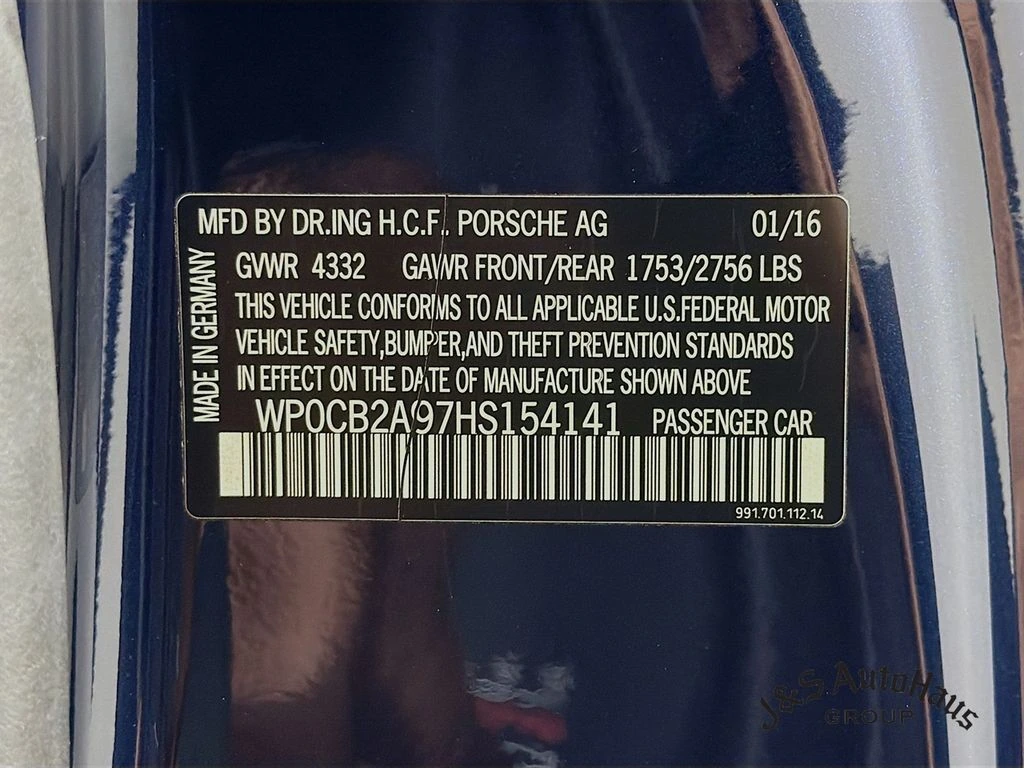 MFD BY DR.ING H.C.F. PORSCHE AG 01/16
GVWR 4332 GAWR FRONT/REAR 1753/2756 LBS
THIS VEHICLE CONFORMS TO ALL APPLICABLE U.S.FEDERAL MOTOR
VEHICLE SAFETY,BUMPER,AND THEFT PREVENTION STANDARDS
IN EFFECT ON THE DATE OF MANUFACTURE SHOWN ABOVE
WP0CB2A97HS154141 PASSENGER CAR
991.701.112.14
MADE IN GERMANY
J&S AutoHaus
GROUP